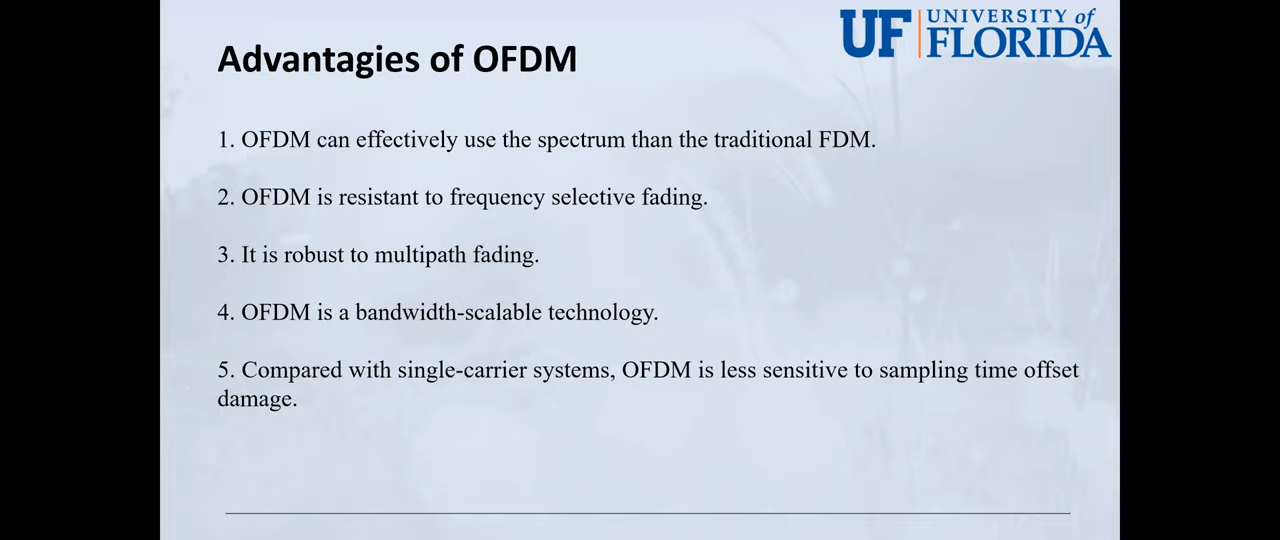 UF UNIVERSITY of
FLORIDA
Advantagies of OFDM
1. OFDM can effectively use the spectrum than the traditional FDM.
2. OFDM is resistant to frequency selective fading.
3. It is robust to multipath fading.
4. OFDM is a bandwidth-scalable technology.
5. Compared with single-carrier systems, OFDM is less sensitive to sampling time offset
damage.